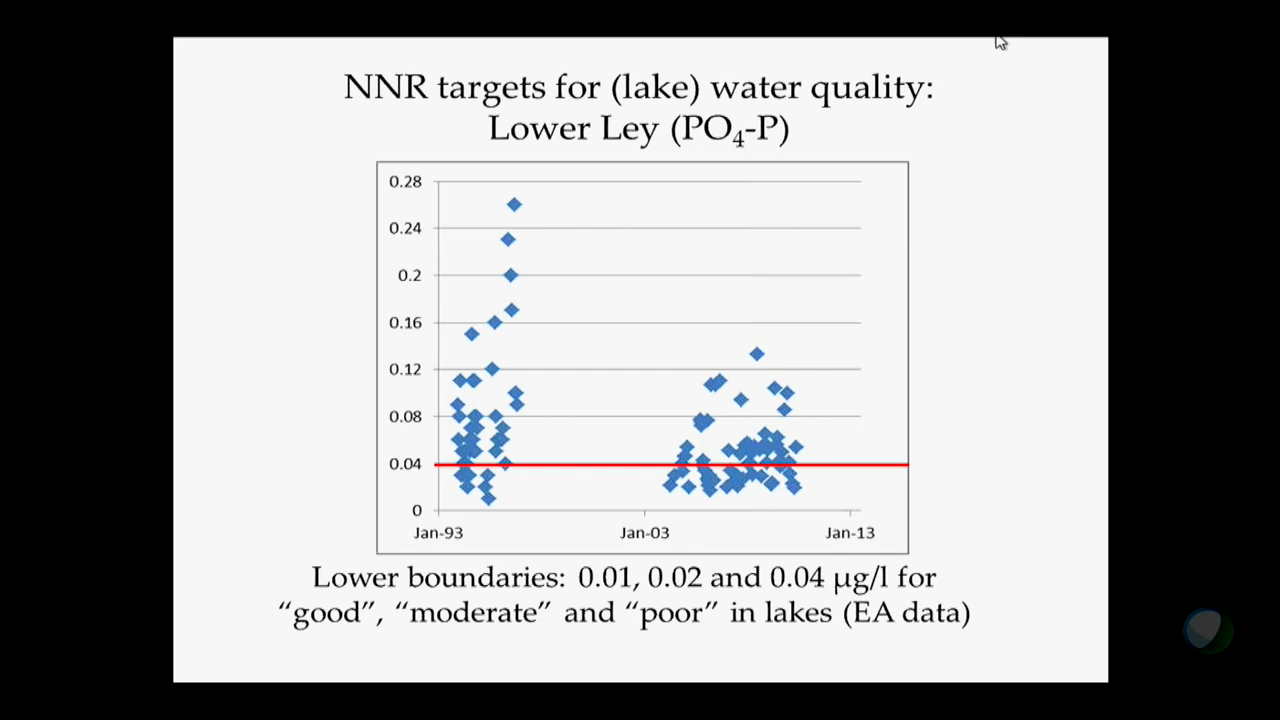 NNR targets for (lake) water quality:
Lower Ley (PO₄-P)
0.28
0.24
0.2
0.16
0.12
0.08
0.04
0
Jan-93 Jan-03 Jan-13
Lower boundaries: 0.01, 0.02 and 0.04 µg/l for
“good”, “moderate” and “poor” in lakes (EA data)